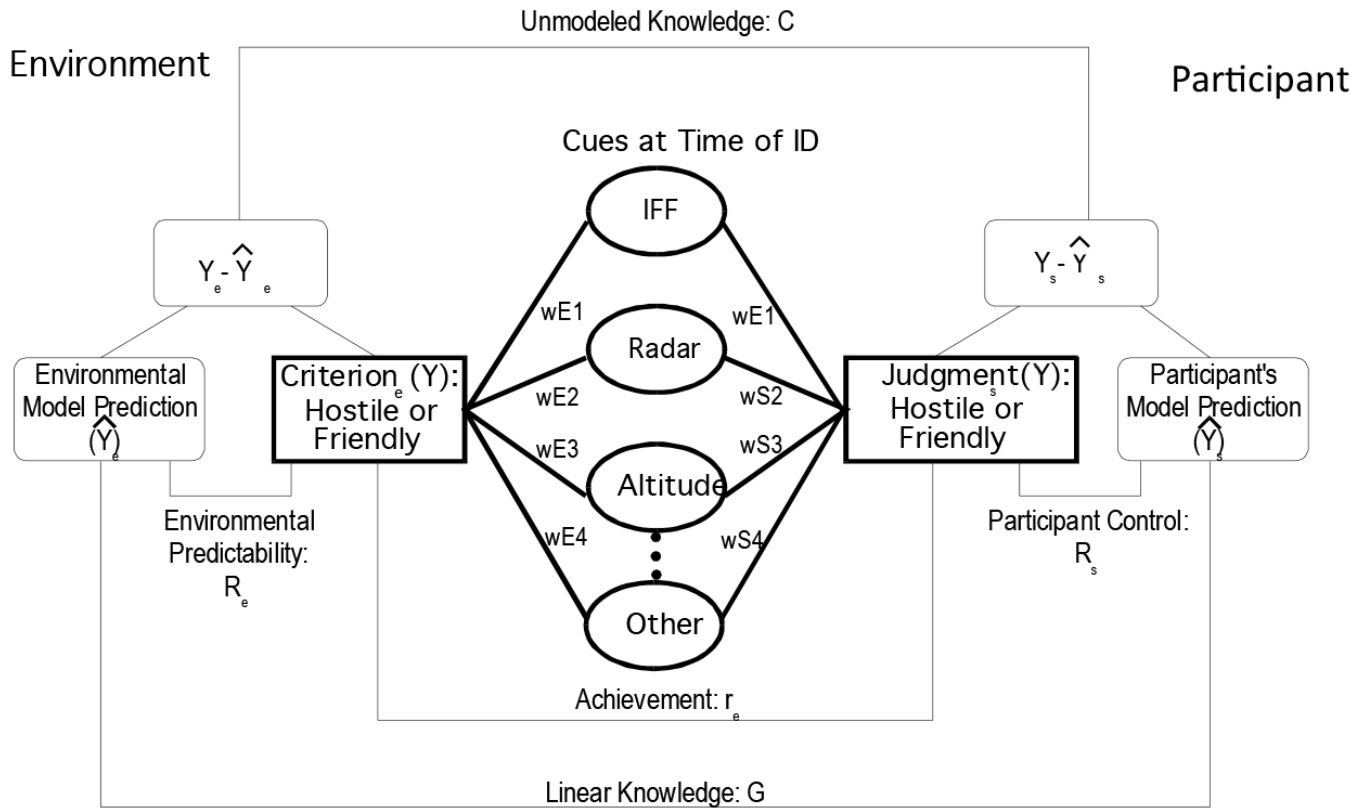 Unmodeled Knowledge: C
Environment
Participant
Cues at Time of ID
IFF
Y_e - Ŷ_e
Y_s - Ŷ_s
wE1
wE1
Radar
Environmental
Model Prediction
(Ŷ_e)
Criterion_e (Y):
Hostile or
Friendly
wE2
wS2
Judgment_s(Y):
Hostile or
Friendly
Participant's
Model Prediction
(Ŷ_s)
wE3
wS3
Altitude
Environmental
Predictability:
R_e
wE4
wS4
Participant Control:
R_s
Other
Achievement: r_e
Linear Knowledge: G